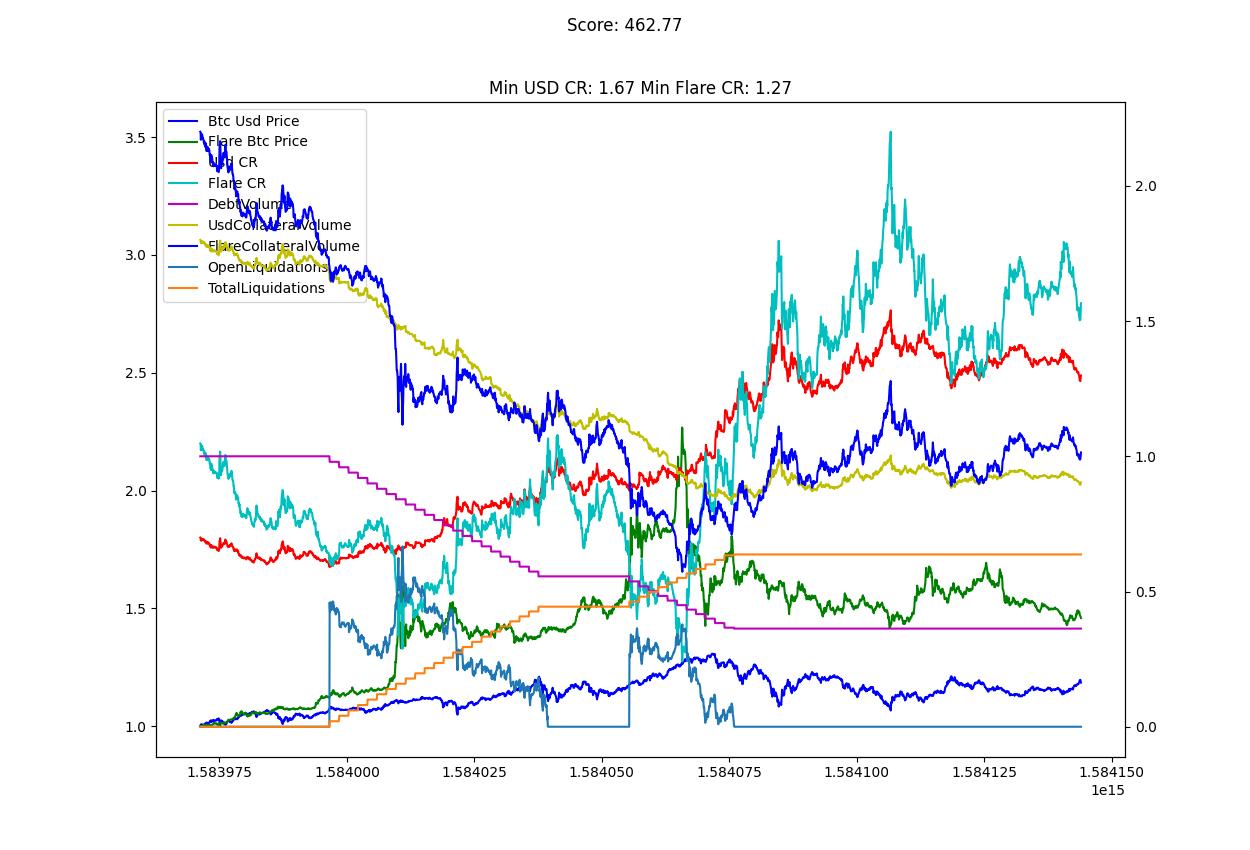 Score: 462.77
Min USD CR: 1.67 Min Flare CR: 1.27
Btc Usd Price
Flare Btc Price
Usd CR
Flare CR
DebtVolume
UsdCollateralVolume
FlareCollateralVolume
OpenLiquidations
TotalLiquidations
3.5
3.0
2.5
2.0
1.5
1.0
2.0
1.5
1.0
0.5
0.0
1.583975
1.584000
1.584025
1.584050
1.584075
1.584100
1.584125
1.584150
1e15